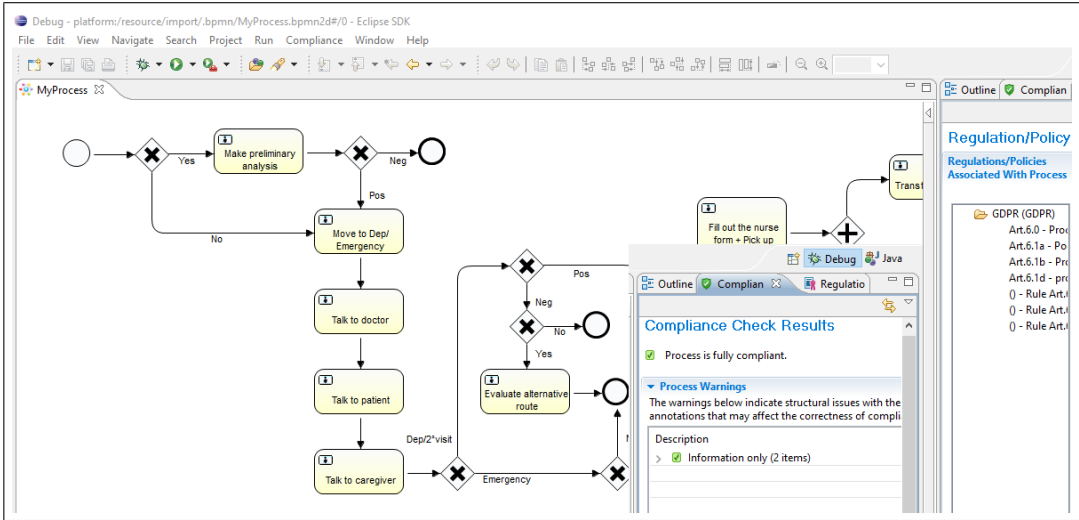 Debug - platform:/resource/import/.bpmn/MyProcess.bpmn2d#/0 - Eclipse SDK
File Edit View Navigate Search Project Run Compliance Window Help
MyProcess
Outline Complian
Yes
Make preliminary
analysis
Neg
Pos
No
Move to Dep/
Emergency
Talk to doctor
Talk to patient
Talk to caregiver
Dep/2*visit
Emergency
Pos
Neg
No
Yes
Evaluate alternative
route
Fill out the nurse
form + Pick up
Transf
Debug Java
Outline Complian Regulatio
Compliance Check Results
Process is fully compliant.
Process Warnings
The warnings below indicate structural issues with the
annotations that may affect the correctness of compli
Description
Information only (2 items)
Regulation/Policy
Regulations/Policies
Associated With Process
GDPR (GDPR)
Art.6.0 - Proc
Art.6.1a - Po
Art.6.1b - Pro
Art.6.1d - pro
() - Rule Art.
() - Rule Art.
() - Rule Art.